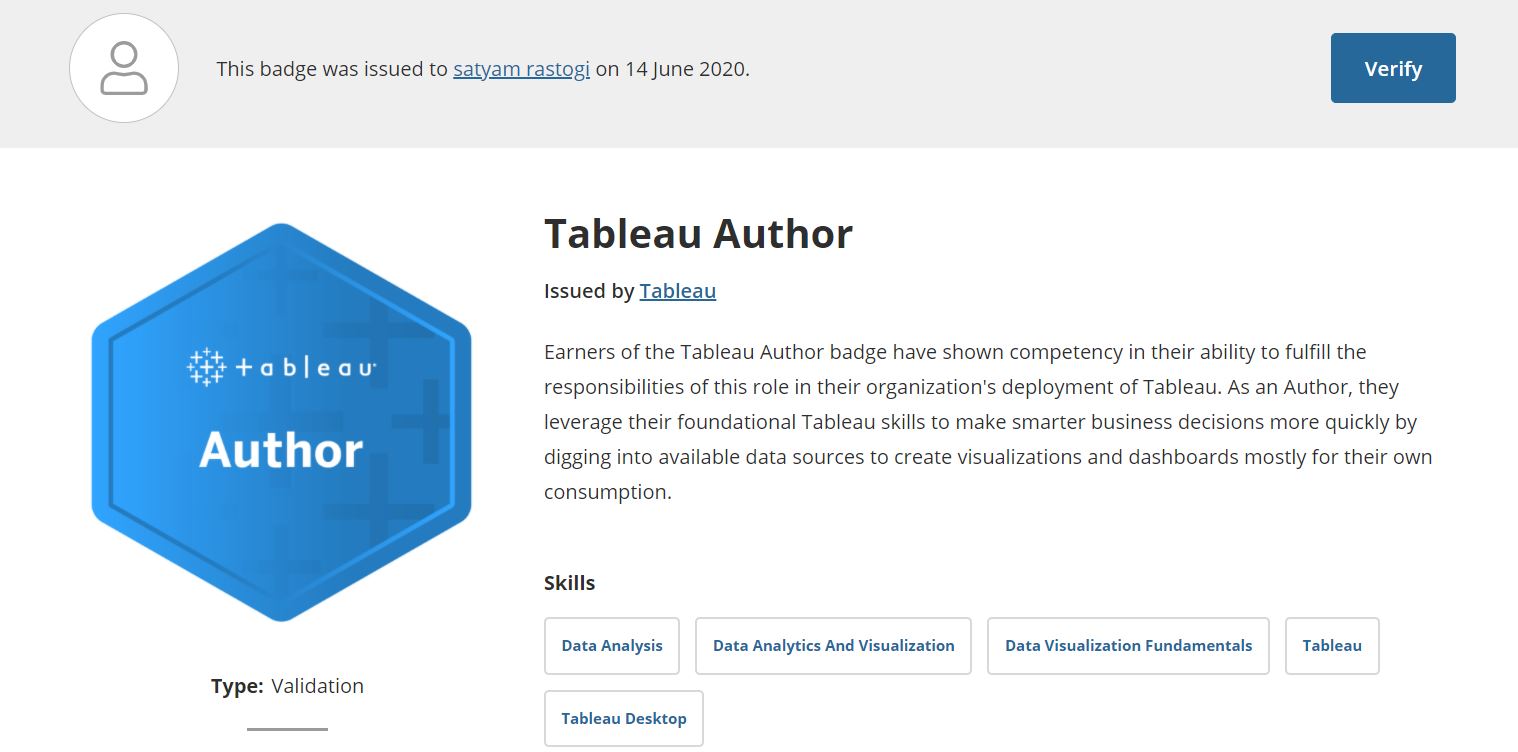 This badge was issued to satyam rastogi on 14 June 2020.
Verify
tableau
Author
Type: Validation
Tableau Author
Issued by Tableau
Earners of the Tableau Author badge have shown competency in their ability to fulfill the
responsibilities of this role in their organization's deployment of Tableau. As an Author, they
leverage their foundational Tableau skills to make smarter business decisions more quickly by
digging into available data sources to create visualizations and dashboards mostly for their own
consumption.
Skills
Data Analysis
Data Analytics And Visualization
Data Visualization Fundamentals
Tableau
Tableau Desktop